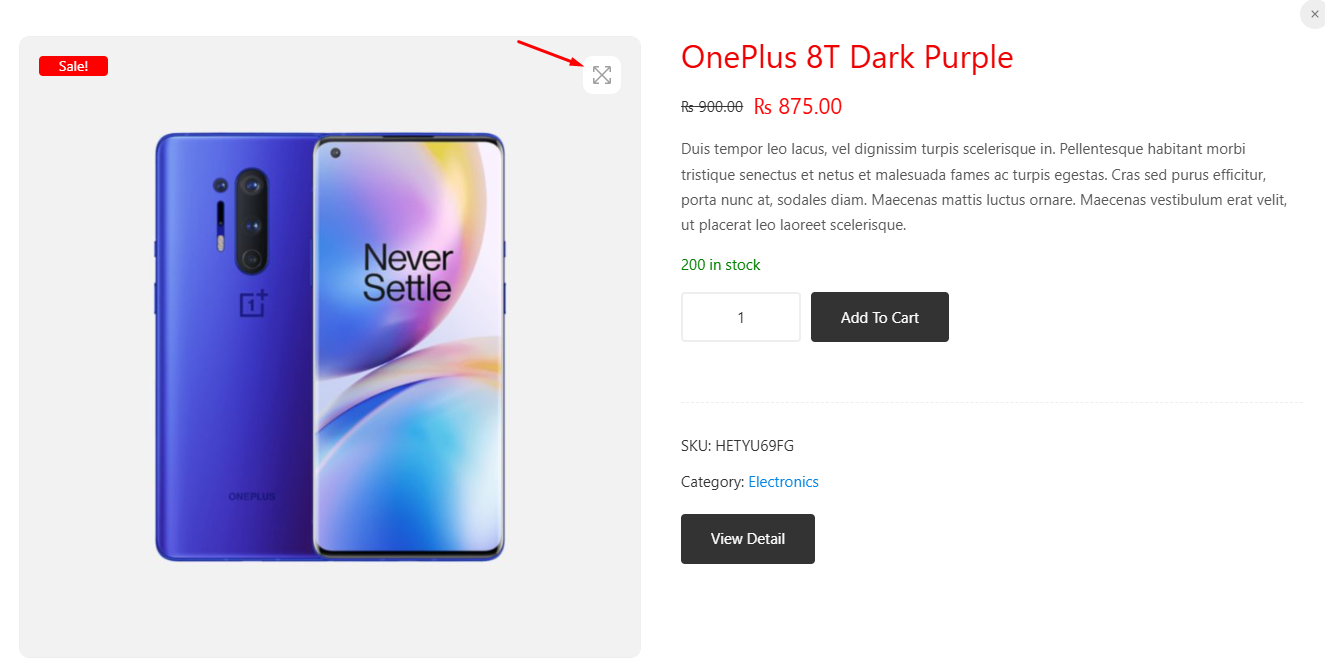 Sale!
Never
Settle
1+
ONEPLUS
×
OnePlus 8T Dark Purple
₨ 900.00 ₨ 875.00
Duis tempor leo lacus, vel dignissim turpis scelerisque in. Pellentesque habitant morbi
tristique senectus et netus et malesuada fames ac turpis egestas. Cras sed purus efficitur,
porta nunc at, sodales diam. Maecenas mattis luctus ornare. Maecenas vestibulum erat velit,
ut placerat leo laoreet scelerisque.
200 in stock
1 Add To Cart
SKU: HETYU69FG
Category: Electronics
View Detail